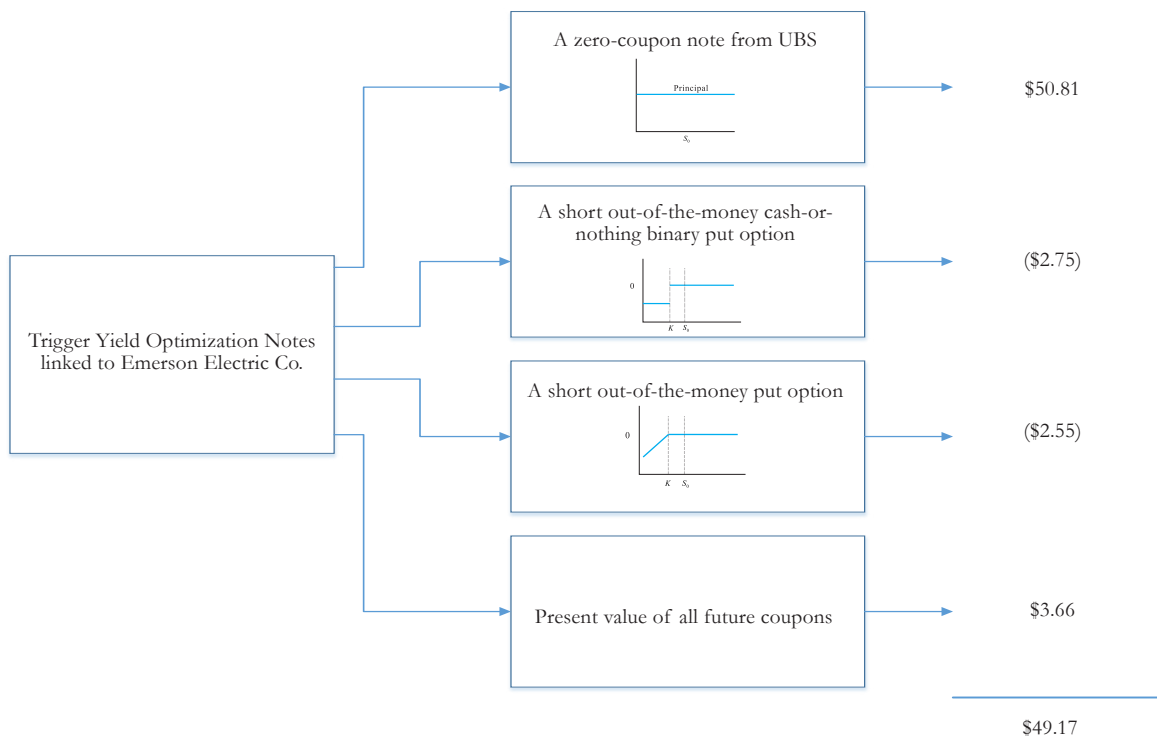 A zero-coupon note from UBS
Principal
S₀
$50.81
A short out-of-the-money cash-or-
nothing binary put option
0
K S₀
($2.75)
Trigger Yield Optimization Notes
linked to Emerson Electric Co.
A short out-of-the-money put option
0
K S₀
($2.55)
Present value of all future coupons
$3.66
$49.17